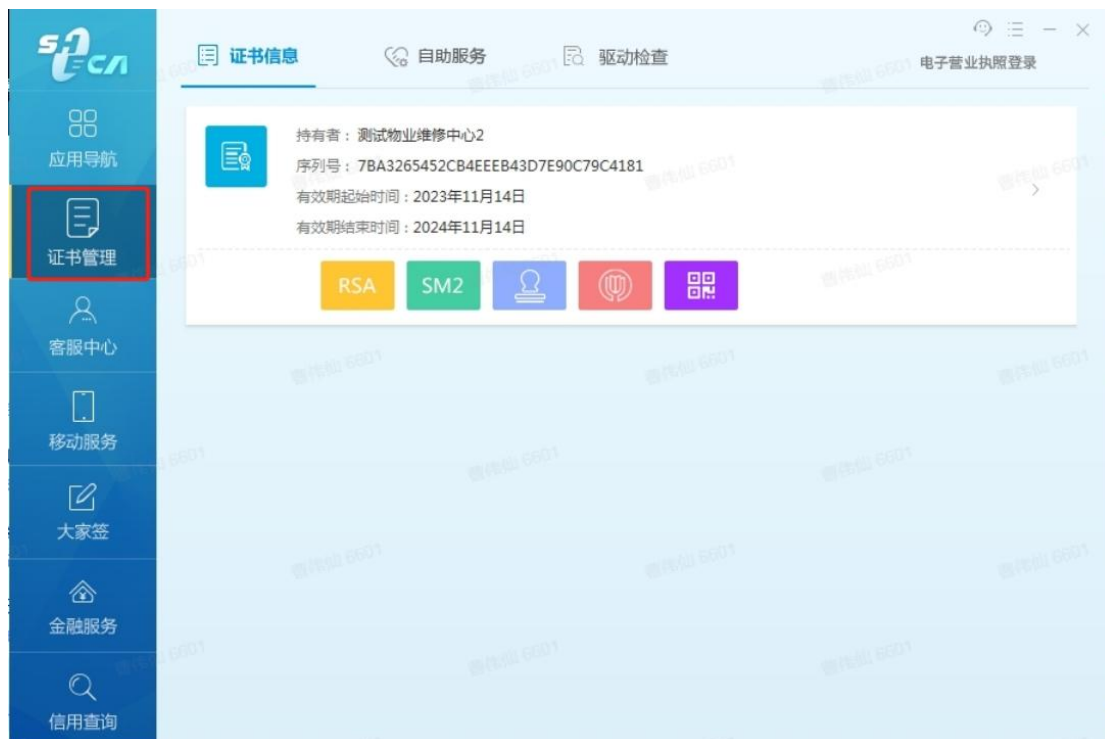 SHECA
证书信息
自助服务
驱动检查
电子营业执照登录
应用导航
证书管理
客服中心
移动服务
大家签
金融服务
信用查询
持有者：测试物业维修中心2
序列号：7BA3265452CB4EEEB43D7E90C79C4181
有效期起始时间：2023年11月14日
有效期结束时间：2024年11月14日
RSA
SM2